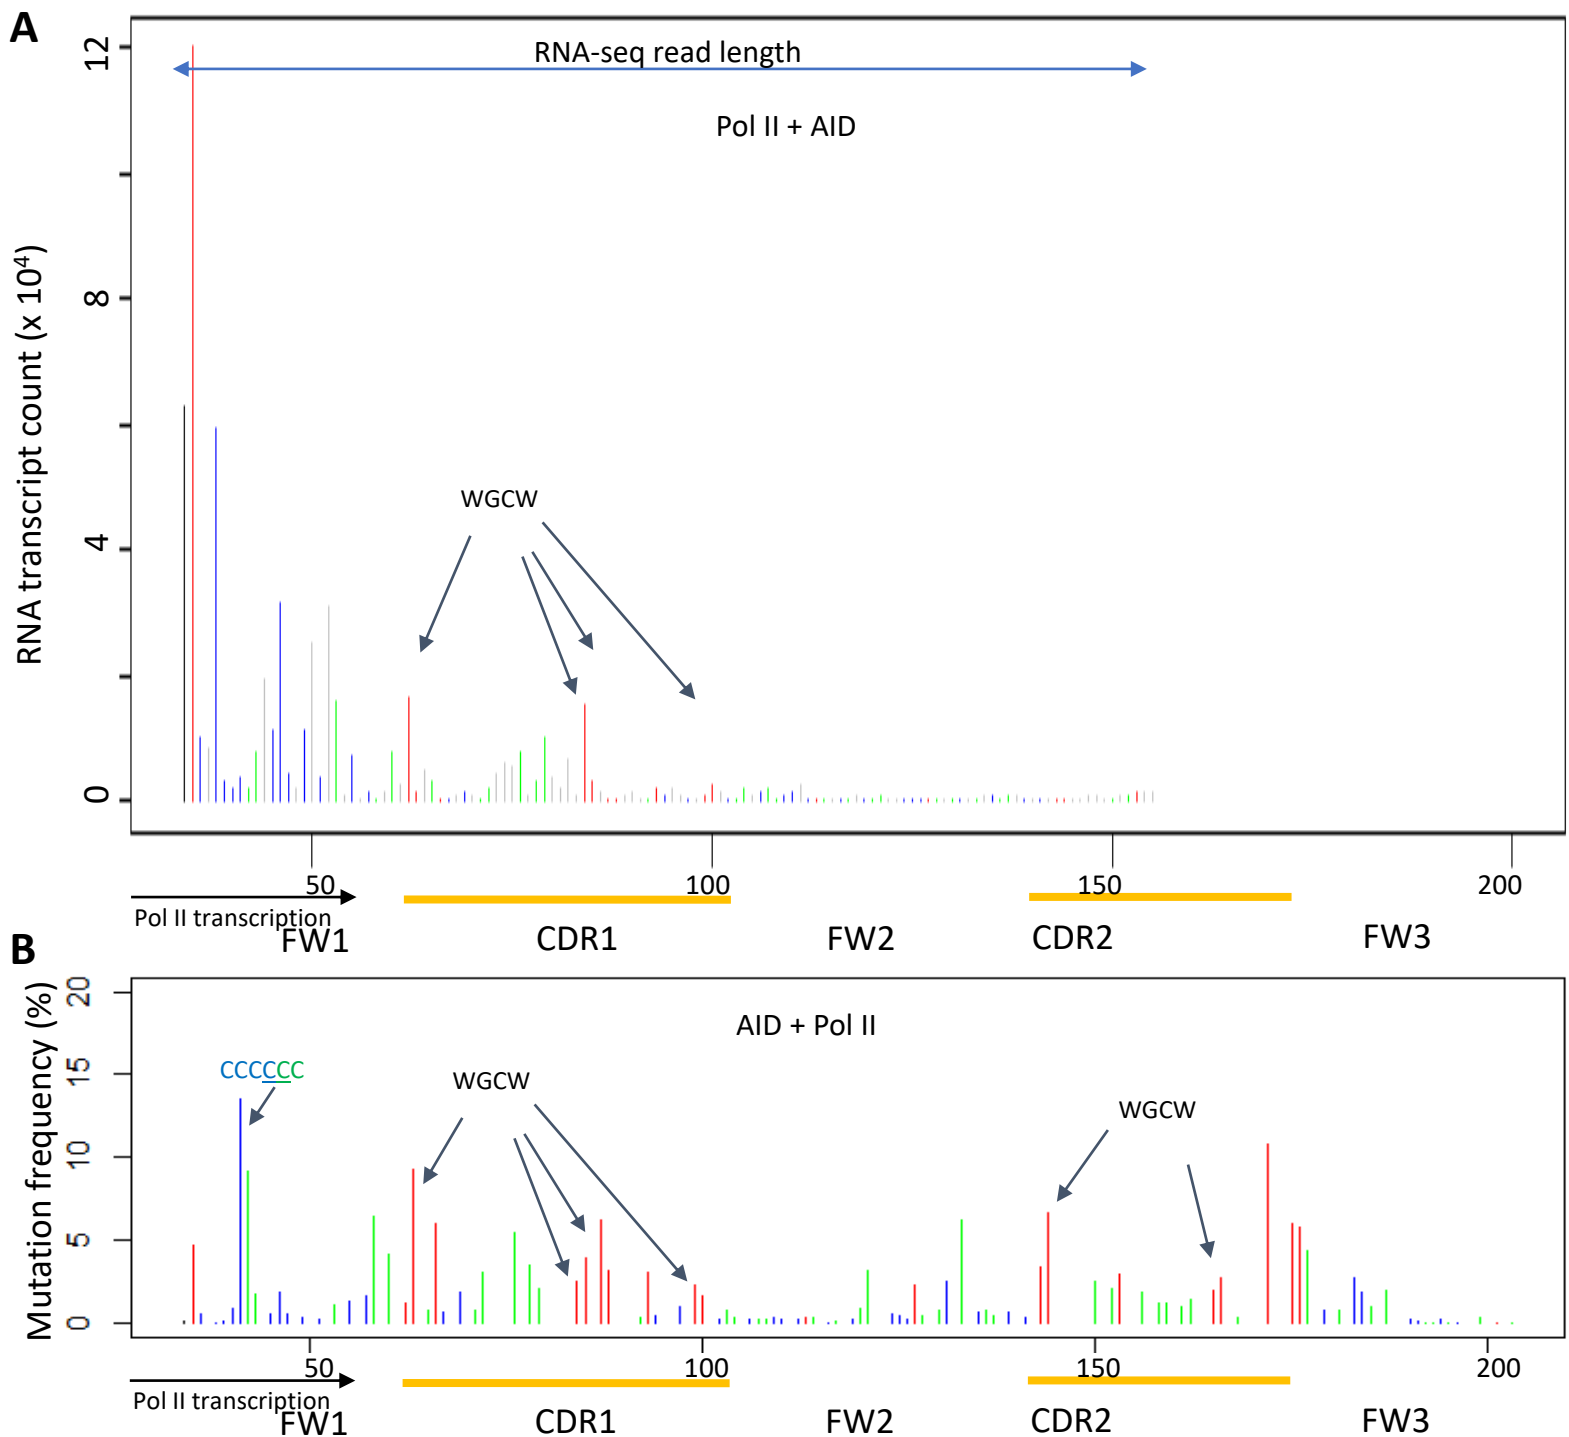 A
RNA transcript count (x 10⁴)
12
8
4
0
RNA-seq read length
Pol II + AID
WGCW
50
100
150
200
Pol II transcription
FW1
CDR1
FW2
CDR2
FW3
B
Mutation frequency (%)
20
15
10
5
0
AID + Pol II
CCCCCC
WGCW
WGCW
50
100
150
200
Pol II transcription
FW1
CDR1
FW2
CDR2
FW3